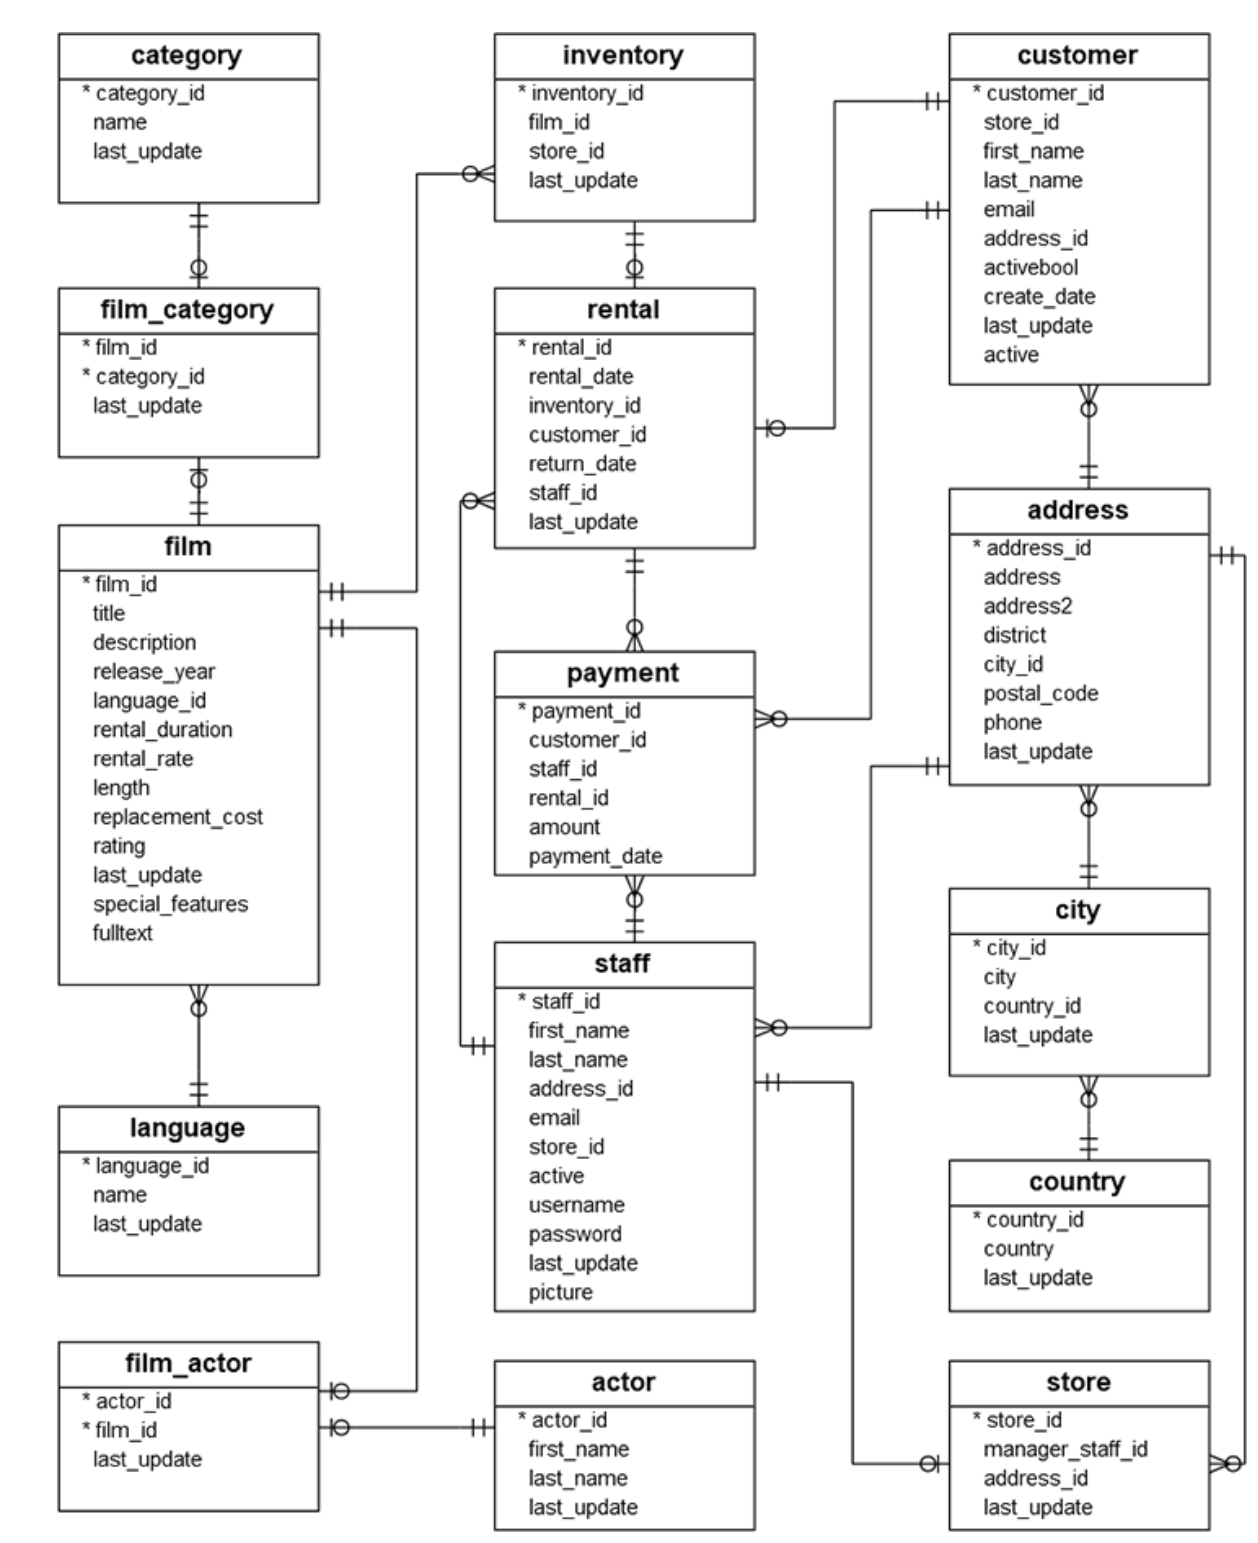 category
* category_id
name
last_update
film_category
* film_id
* category_id
last_update
film
* film_id
title
description
release_year
language_id
rental_duration
rental_rate
length
replacement_cost
rating
last_update
special_features
fulltext
language
* language_id
name
last_update
film_actor
* actor_id
* film_id
last_update
inventory
* inventory_id
film_id
store_id
last_update
rental
* rental_id
rental_date
inventory_id
customer_id
return_date
staff_id
last_update
payment
* payment_id
customer_id
staff_id
rental_id
amount
payment_date
staff
* staff_id
first_name
last_name
address_id
email
store_id
active
username
password
last_update
picture
actor
* actor_id
first_name
last_name
last_update
customer
* customer_id
store_id
first_name
last_name
email
address_id
activebool
create_date
last_update
active
address
* address_id
address
address2
district
city_id
postal_code
phone
last_update
city
* city_id
city
country_id
last_update
country
* country_id
country
last_update
store
* store_id
manager_staff_id
address_id
last_update